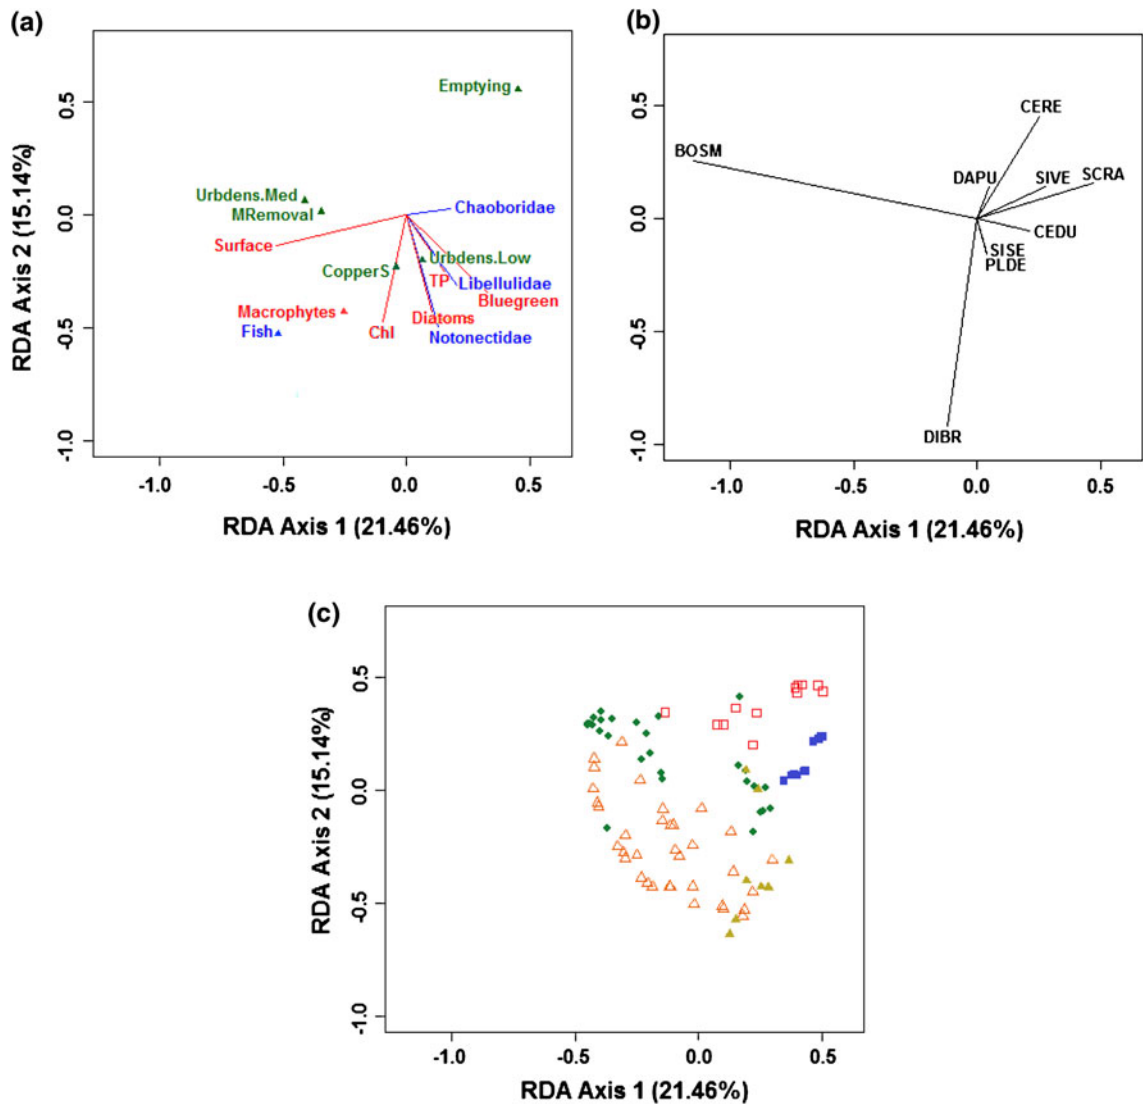 (a)
0.5
0.0
-0.5
-1.0
RDA Axis 2 (15.14%)
Emptying
Urbdens.Med
MRemoval
Chaoboridae
Surface
CopperS
Urbdens.Low
TP
Libellulidae
Bluegreen
Macrophytes
Fish
Chl
Diatoms
Notonectidae
-1.0 -0.5 0.0 0.5
RDA Axis 1 (21.46%)
(b)
0.5
0.0
-0.5
-1.0
CERE
BOSM
DAPU
SIVE
SCRA
CEDU
SISE
PLDE
DIBR
-1.0 -0.5 0.0 0.5
RDA Axis 1 (21.46%)
(c)
0.5
0.0
-0.5
-1.0
RDA Axis 2 (15.14%)
-1.0 -0.5 0.0 0.5
RDA Axis 1 (21.46%)